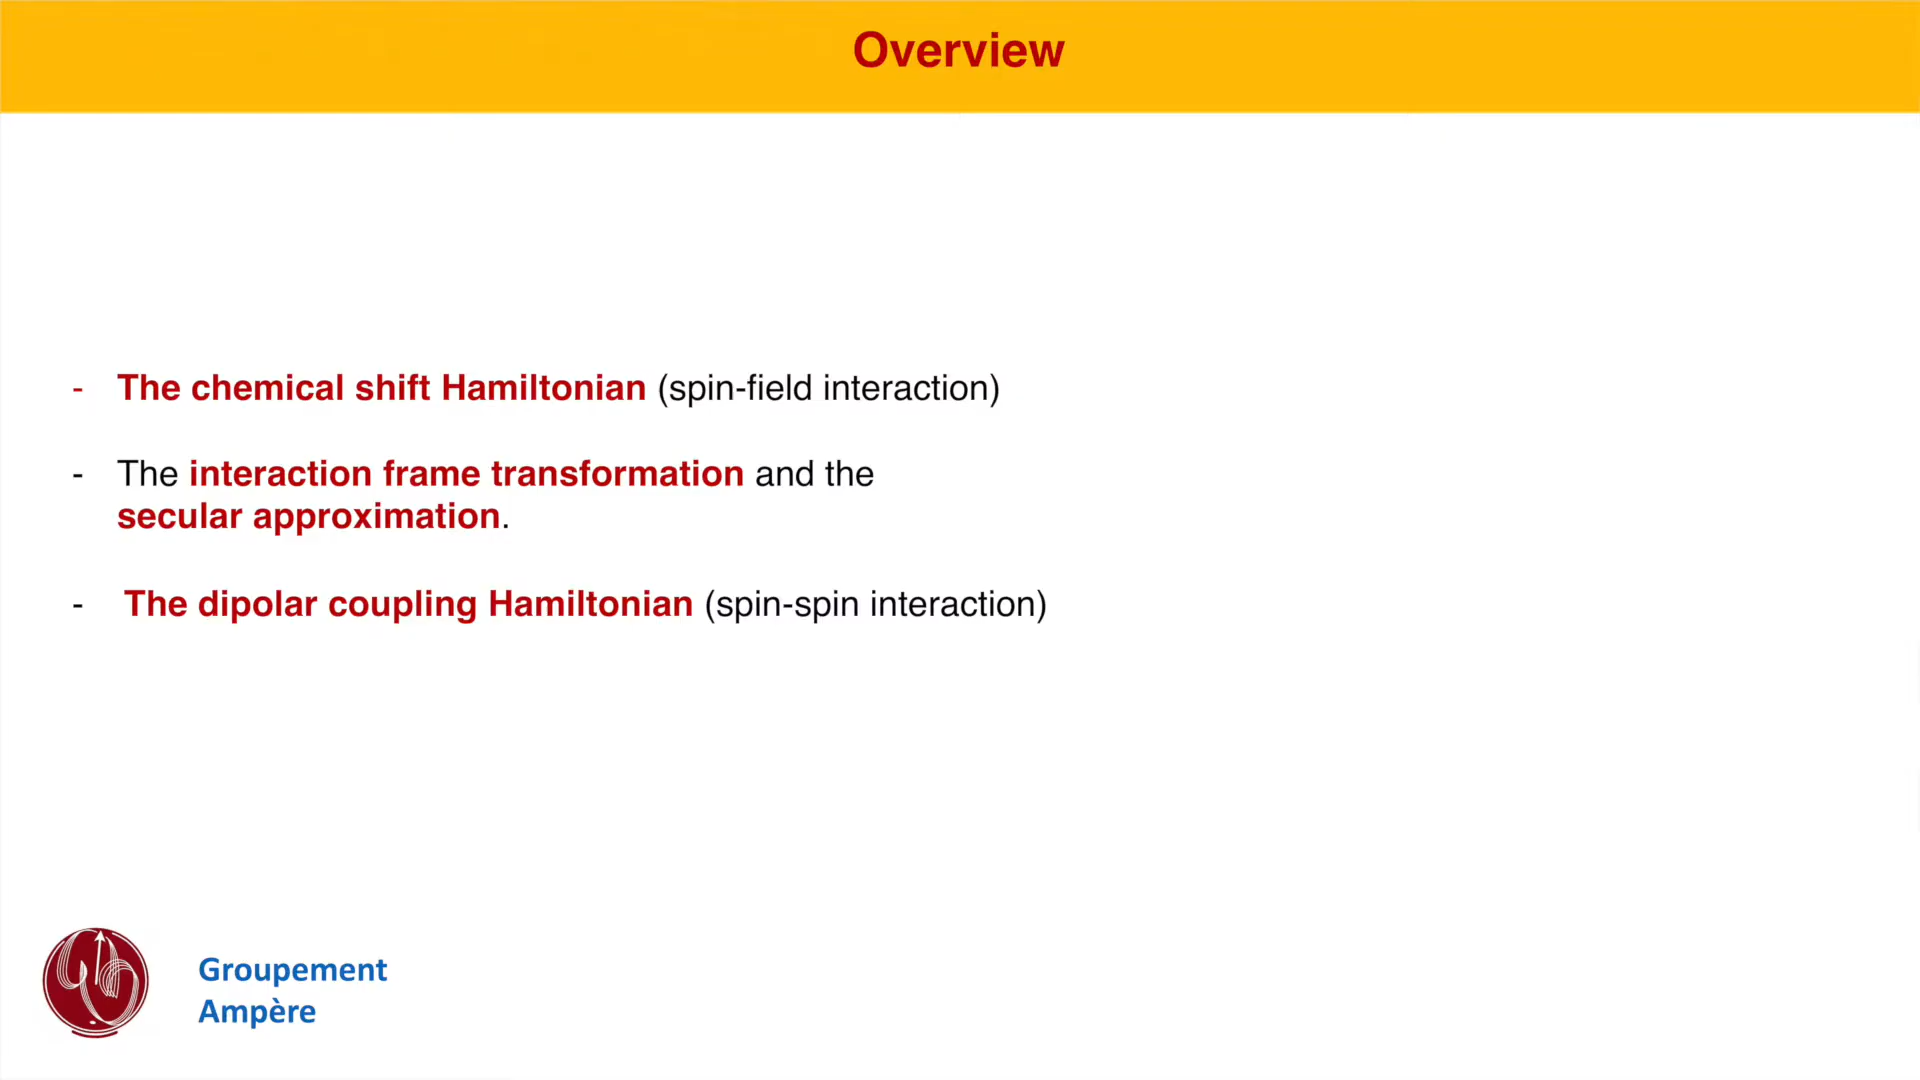 Overview
- The chemical shift Hamiltonian (spin-field interaction)
- The interaction frame transformation and the
secular approximation.
- The dipolar coupling Hamiltonian (spin-spin interaction)
Groupement
Ampère